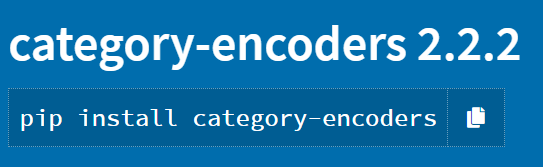 category-encoders 2.2.2
pip install category-encoders